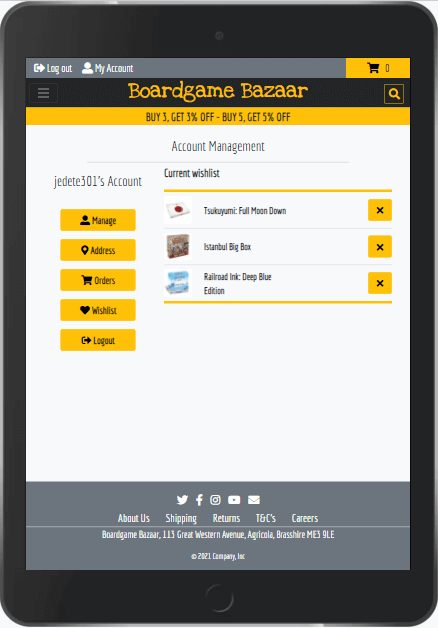 Log out My Account 0
Boardgame Bazaar
BUY 3, GET 3% OFF - BUY 5, GET 5% OFF
Account Management
jedete301's Account
Manage
Address
Orders
Wishlist
Logout
Current wishlist
Tsukuyumi: Full Moon Down
Istanbul Big Box
Railroad Ink: Deep Blue
Edition
About Us Shipping Returns T&C's Careers
Boardgame Bazaar, 113 Great Western Avenue, Agricola, Brasshire ME3 9LE
© 2021 Company, Inc